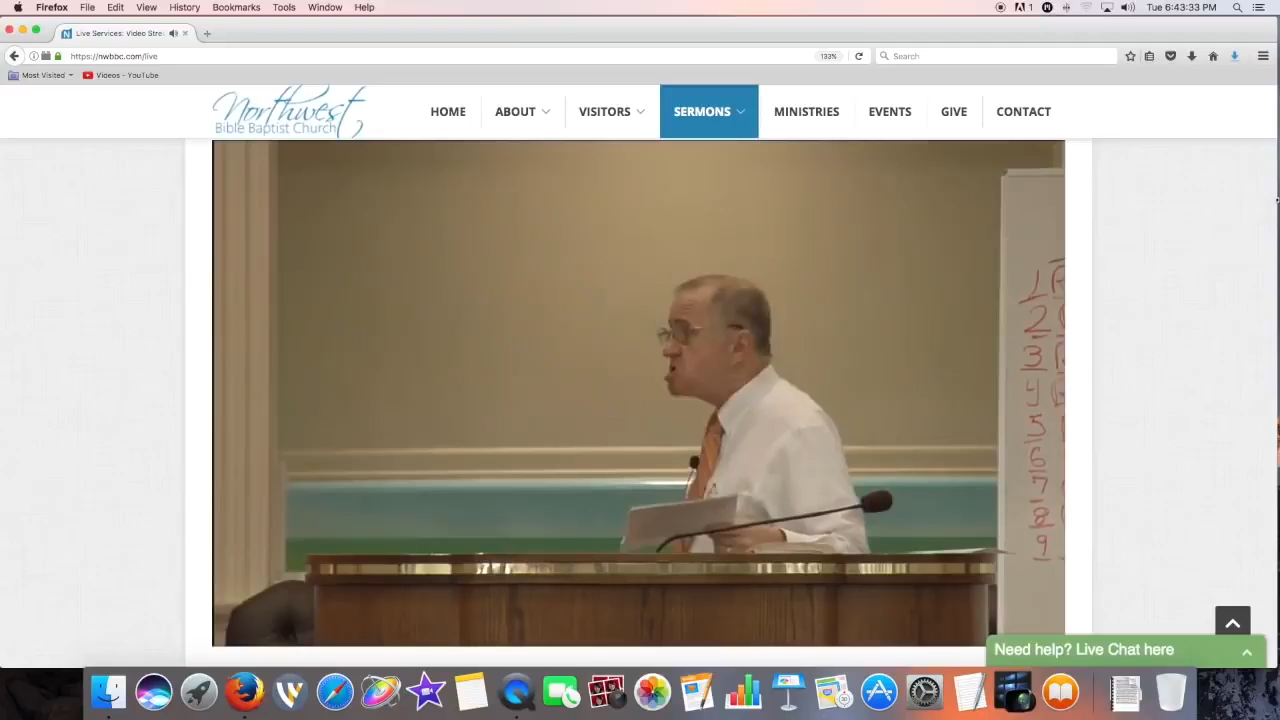 Firefox File Edit View History Bookmarks Tools Window Help 1 Tue 6:43:33 PM
Live Services: Video Stre
https://nwbbc.com/live 133% Search
Most Visited Videos - YouTube
Northwest
Bible Baptist Church
HOME ABOUT VISITORS SERMONS MINISTRIES EVENTS GIVE CONTACT
1
2
3
4
5
6
7
8
9
Need help? Live Chat here